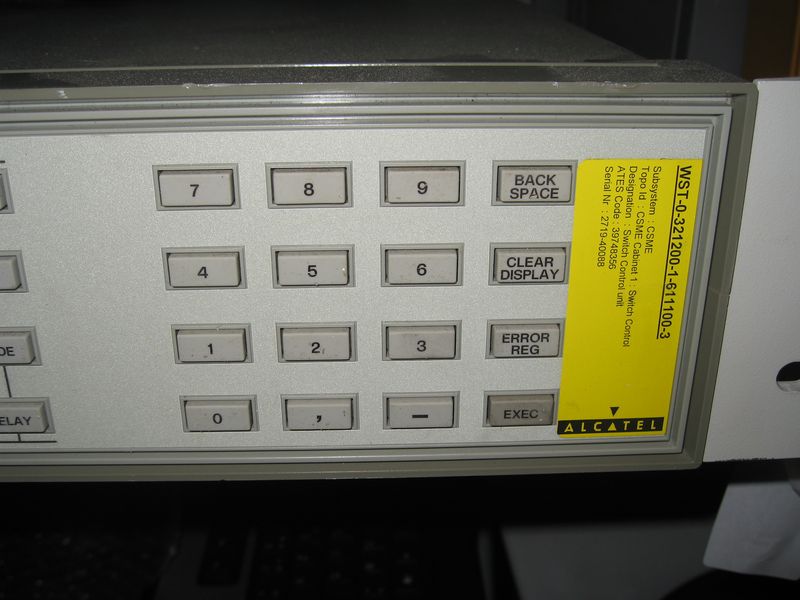 7 8 9 BACK SPACE
4 5 6 CLEAR DISPLAY
1 2 3 ERROR REG
0 , – EXEC
DE
ELAY
WST-0-321200-1-611100-3
Subsystem : CSME
Topo Id : CSME Cabinet 1 : Switch Control
Designation : Switch Control unit
ATES Code : 39748356
Serial Nr : 2719-40088
ALCATEL